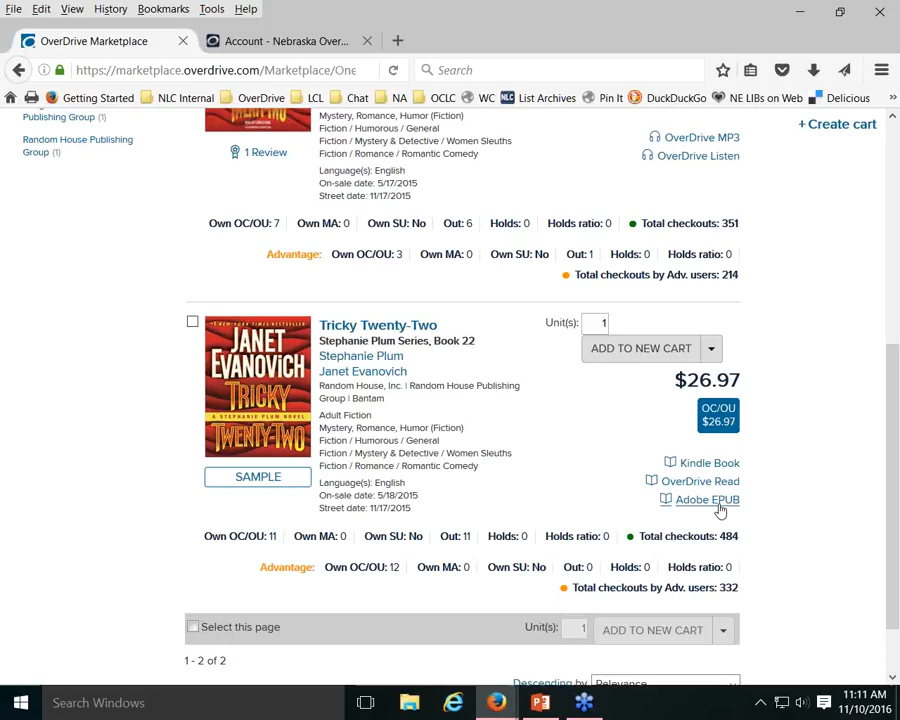 File Edit View History Bookmarks Tools Help
OverDrive Marketplace
Account - Nebraska Over...
https://marketplace.overdrive.com/Marketplace/One
Search
Getting Started NLC Internal OverDrive LCL Chat NA OCLC WC NLC List Archives Pin It DuckDuckGo NE LIBs on Web Delicious
Publishing Group (1)
Random House Publishing
Group (1)
+ Create cart
1 Review
Mystery, Romance, Humor (Fiction)
Fiction / Humorous / General
Fiction / Mystery & Detective / Women Sleuths
Fiction / Romance / Romantic Comedy
Language(s): English
On-sale date: 5/17/2015
Street date: 11/17/2015
OverDrive MP3
OverDrive Listen
Own OC/OU: 7 Own MA: 0 Own SU: No Out: 6 Holds: 0 Holds ratio: 0 Total checkouts: 351
Advantage: Own OC/OU: 3 Own MA: 0 Own SU: No Out: 1 Holds: 0 Holds ratio: 0
Total checkouts by Adv. users: 214
#1 NEW YORK TIMES BESTSELLER
JANET
EVANOVICH
TRICKY
A STEPHANIE PLUM NOVEL
TWENTY-TWO
SAMPLE
Tricky Twenty-Two
Stephanie Plum Series, Book 22
Stephanie Plum
Janet Evanovich
Random House, Inc. | Random House Publishing
Group | Bantam
Adult Fiction
Mystery, Romance, Humor (Fiction)
Fiction / Humorous / General
Fiction / Mystery & Detective / Women Sleuths
Fiction / Romance / Romantic Comedy
Language(s): English
On-sale date: 5/18/2015
Street date: 11/17/2015
Unit(s): 1
ADD TO NEW CART
$26.97
OC/OU
$26.97
Kindle Book
OverDrive Read
Adobe EPUB
Own OC/OU: 11 Own MA: 0 Own SU: No Out: 11 Holds: 0 Holds ratio: 0 Total checkouts: 484
Advantage: Own OC/OU: 12 Own MA: 0 Own SU: No Out: 0 Holds: 0 Holds ratio: 0
Total checkouts by Adv. users: 332
Select this page Unit(s): 1 ADD TO NEW CART
1 - 2 of 2
Descending by Relevance
Search Windows
11:11 AM
11/10/2016